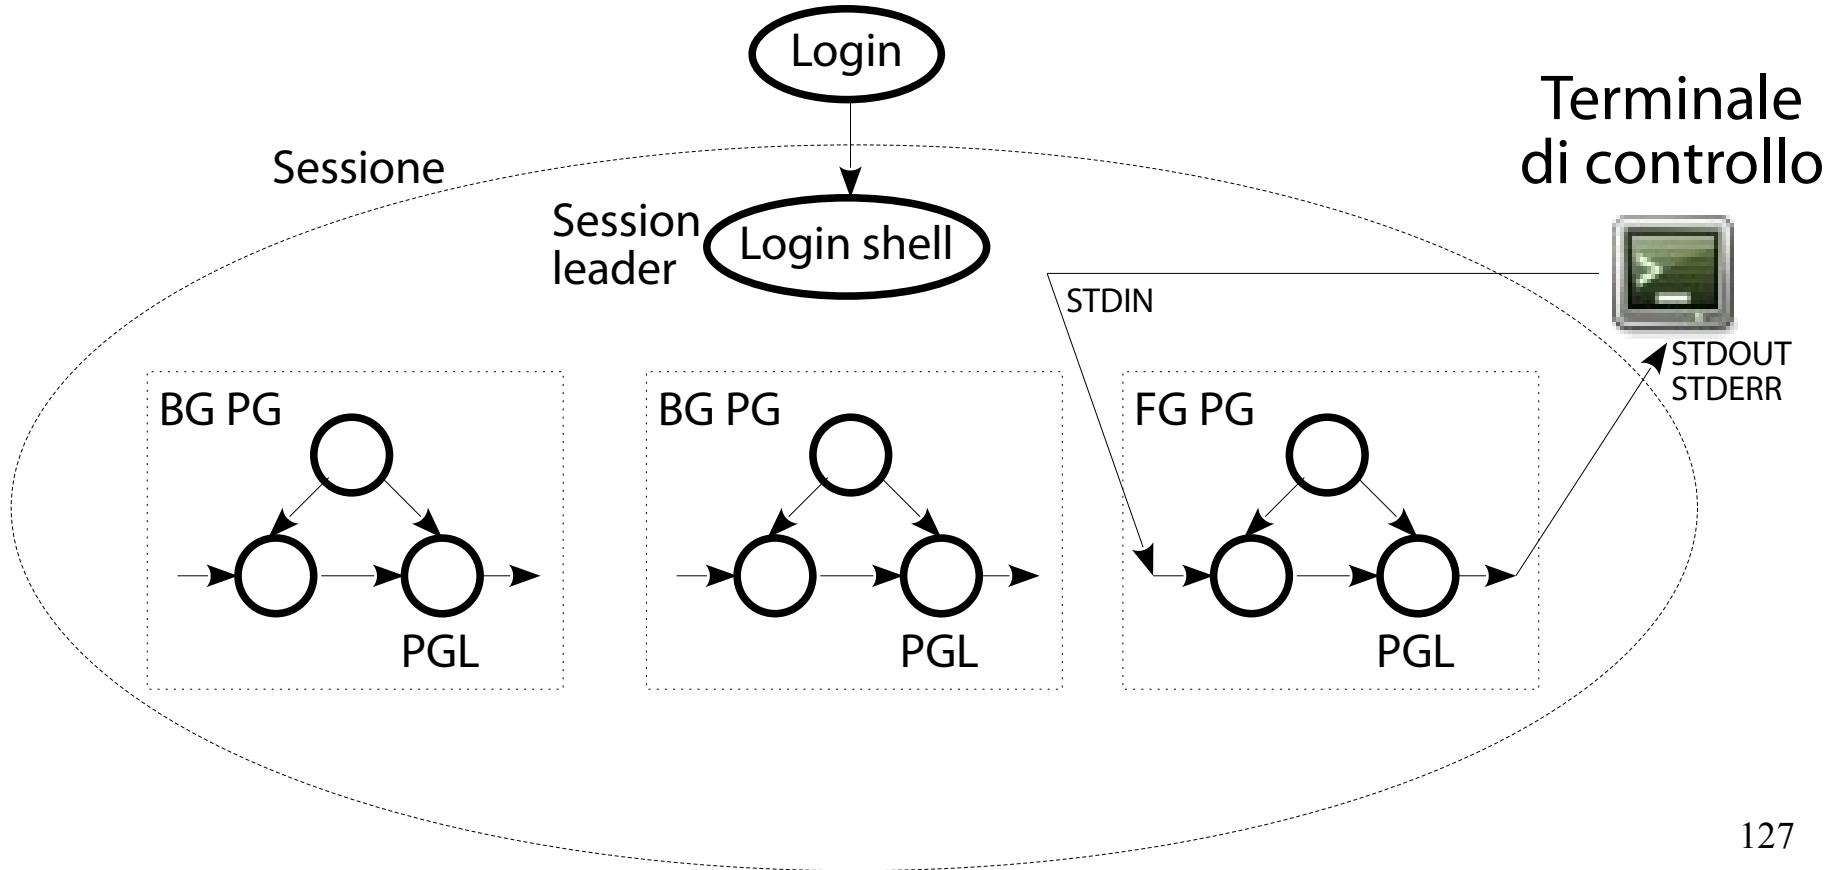 Login
Terminale
di controllo
Sessione
Session
leader
Login shell
STDIN
STDOUT
STDERR
BG PG
BG PG
FG PG
PGL
PGL
PGL
127